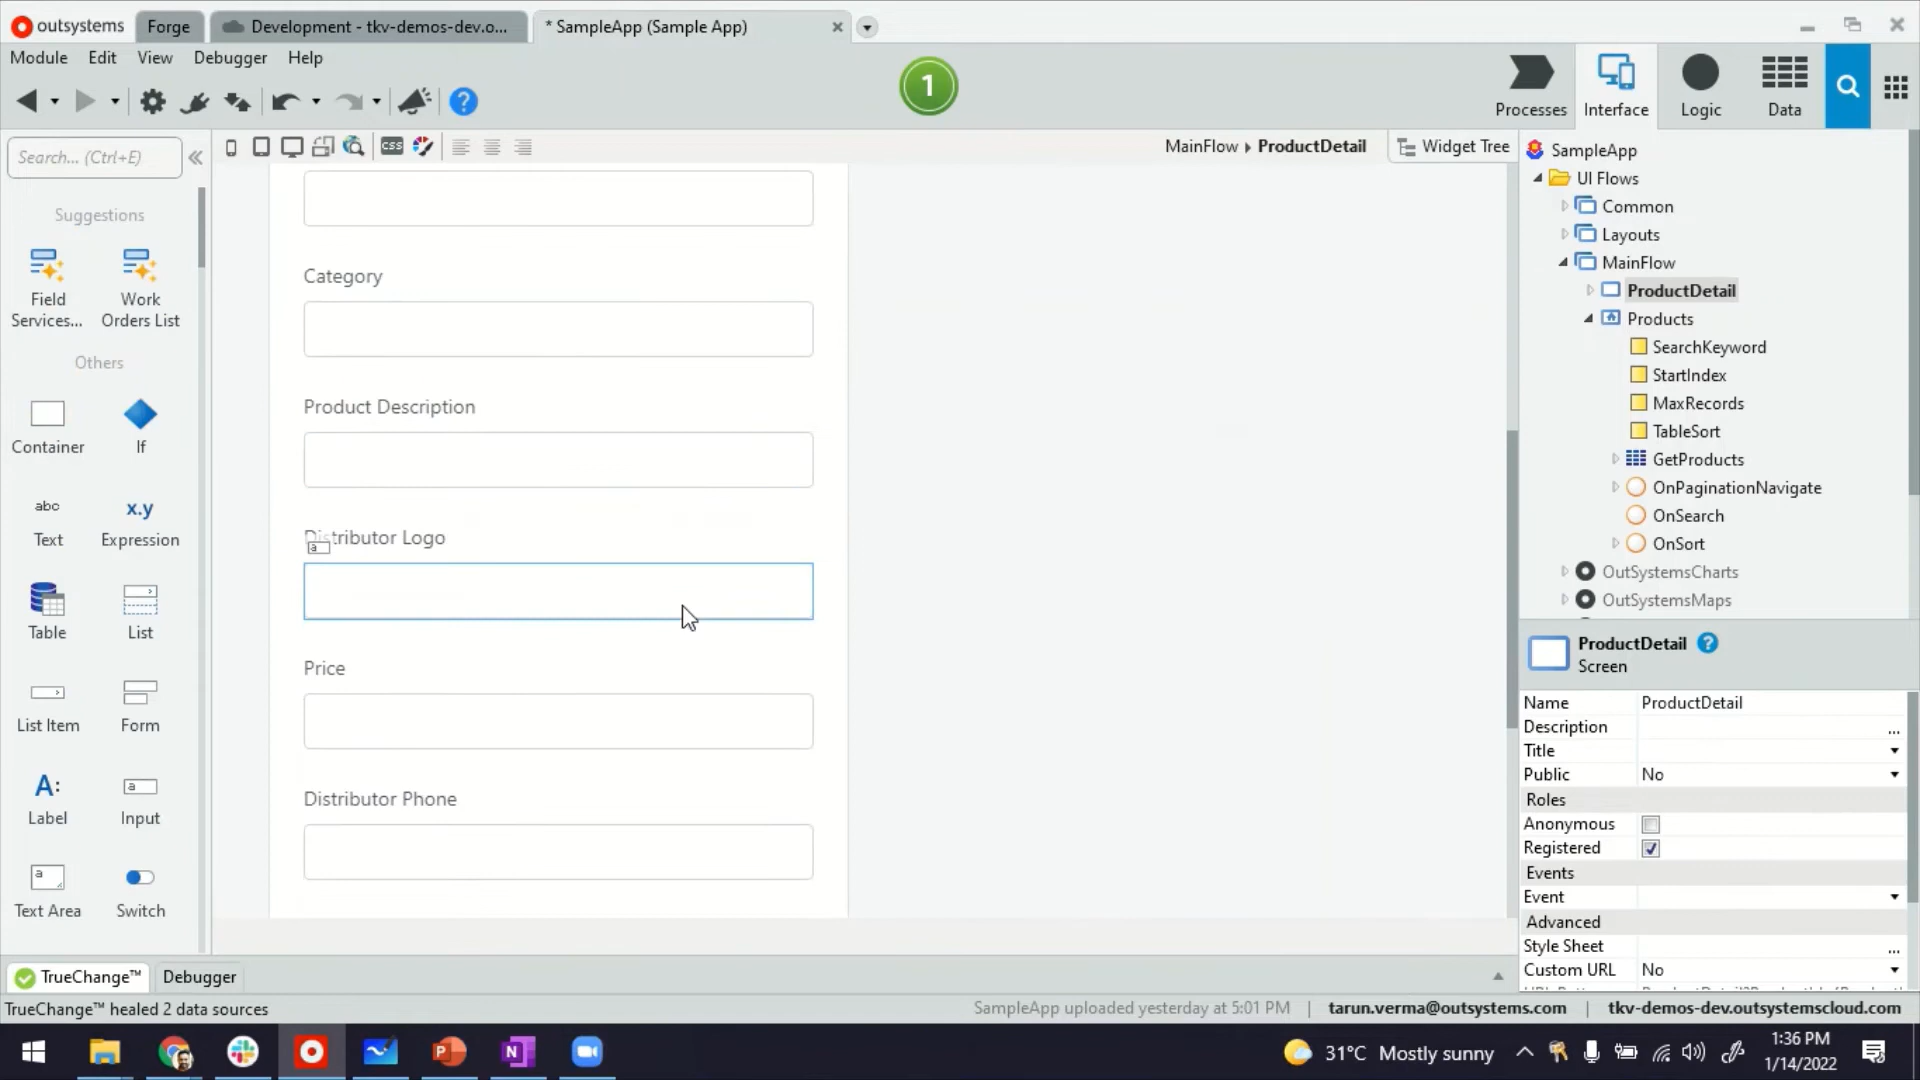 outsystems
Forge
Development - tkv-demos-dev.o...
* SampleApp (Sample App)
Module Edit View Debugger Help
1
Processes
Interface
Logic
Data
Search... (Ctrl+E)
CSS
MainFlow ProductDetail
Widget Tree
Suggestions
Field
Services...
Work
Orders List
Others
Container
If
abc
Text
x.y
Expression
Table
List
List Item
Form
A:
Label
a
Input
a
Text Area
Switch
Category
Product Description
Distributor Logo
a
Price
Distributor Phone
SampleApp
UI Flows
Common
Layouts
MainFlow
ProductDetail
Products
SearchKeyword
StartIndex
MaxRecords
TableSort
GetProducts
OnPaginationNavigate
OnSearch
OnSort
OutSystemsCharts
OutSystemsMaps
ProductDetail
Screen
Name ProductDetail
Description ...
Title
Public No
Roles
Anonymous
Registered
Events
Event
Advanced
Style Sheet ...
Custom URL No
TrueChange™
Debugger
TrueChange™ healed 2 data sources
SampleApp uploaded yesterday at 5:01 PM | tarun.verma@outsystems.com | tkv-demos-dev.outsystemscloud.com
31°C Mostly sunny
1:36 PM
1/14/2022